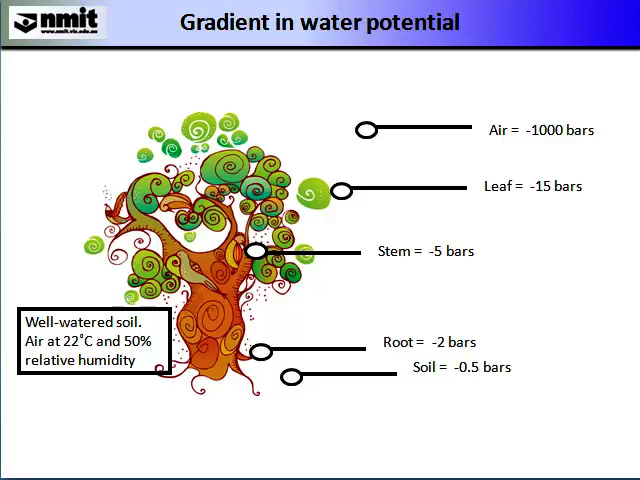 nmit
www.nmit.vic.edu.au
Gradient in water potential
Air = -1000 bars
Leaf = -15 bars
Stem = -5 bars
Well-watered soil.
Air at 22˚C and 50%
relative humidity
Root = -2 bars
Soil = -0.5 bars